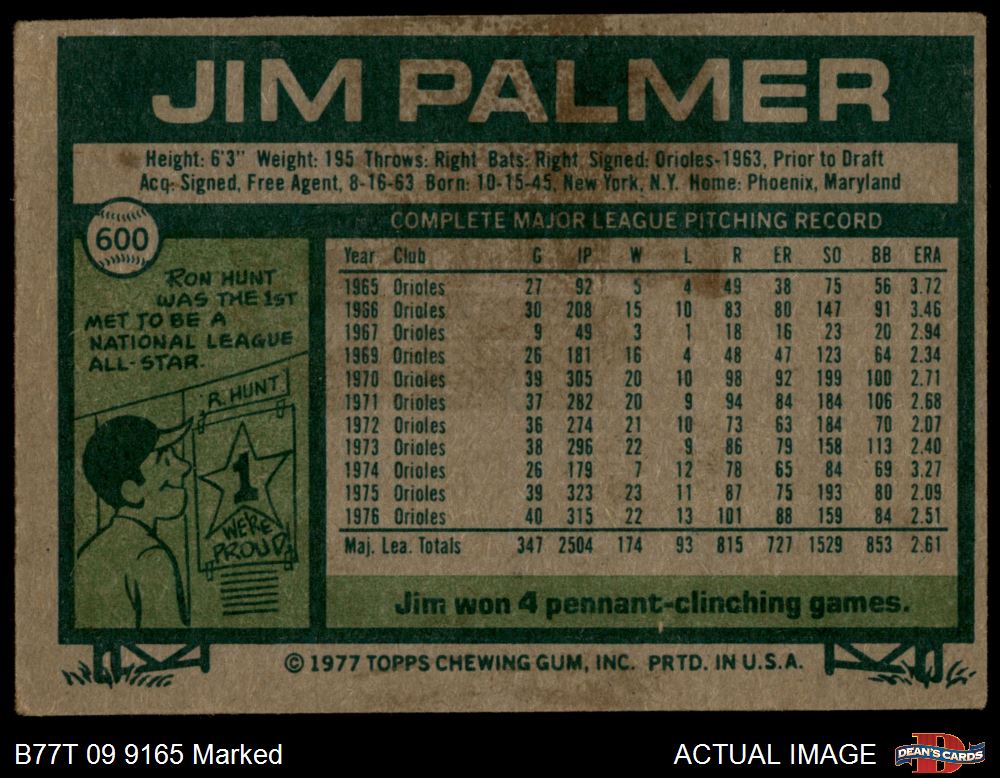 JIM PALMER
Height: 6'3" Weight: 195 Throws: Right Bats: Right Signed: Orioles-1963, Prior to Draft
Acq: Signed, Free Agent, 8-16-63 Born: 10-15-45, New York, N.Y. Home: Phoenix, Maryland
600
COMPLETE MAJOR LEAGUE PITCHING RECORD
RON HUNT
WAS THE 1ST
MET TO BE A
NATIONAL LEAGUE
ALL-STAR.
R. HUNT
1
WE'RE
PROUD
Year Club G IP W L R ER SO BB ERA
1965 Orioles 27 92 5 4 49 38 75 56 3.72
1966 Orioles 30 208 15 10 83 80 147 91 3.46
1967 Orioles 9 49 3 1 18 16 23 20 2.94
1969 Orioles 26 181 16 4 48 47 123 64 2.34
1970 Orioles 39 305 20 10 98 92 199 100 2.71
1971 Orioles 37 282 20 9 94 84 184 106 2.68
1972 Orioles 36 274 21 10 73 63 184 70 2.07
1973 Orioles 38 296 22 9 86 79 158 113 2.40
1974 Orioles 26 179 7 12 78 65 84 69 3.27
1975 Orioles 39 323 23 11 87 75 193 80 2.09
1976 Orioles 40 315 22 13 101 88 159 84 2.51
Maj. Lea. Totals 347 2504 174 93 815 727 1529 853 2.61
Jim won 4 pennant-clinching games.
© 1977 TOPPS CHEWING GUM, INC. PRTD. IN U.S.A.
B77T 09 9165 Marked
ACTUAL IMAGE
DEAN'S CARDS